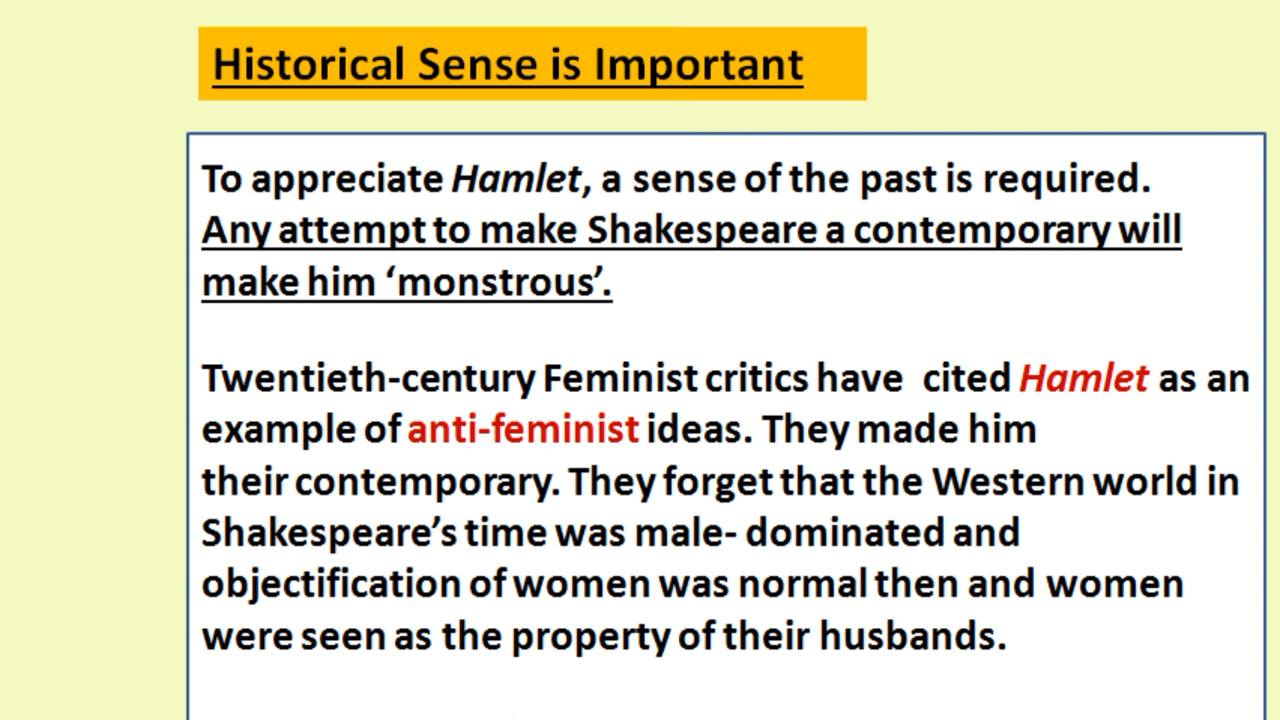 Historical Sense is Important
To appreciate Hamlet, a sense of the past is required.
Any attempt to make Shakespeare a contemporary will
make him ‘monstrous’.
Twentieth-century Feminist critics have cited Hamlet as an
example of anti-feminist ideas. They made him
their contemporary. They forget that the Western world in
Shakespeare’s time was male- dominated and
objectification of women was normal then and women
were seen as the property of their husbands.